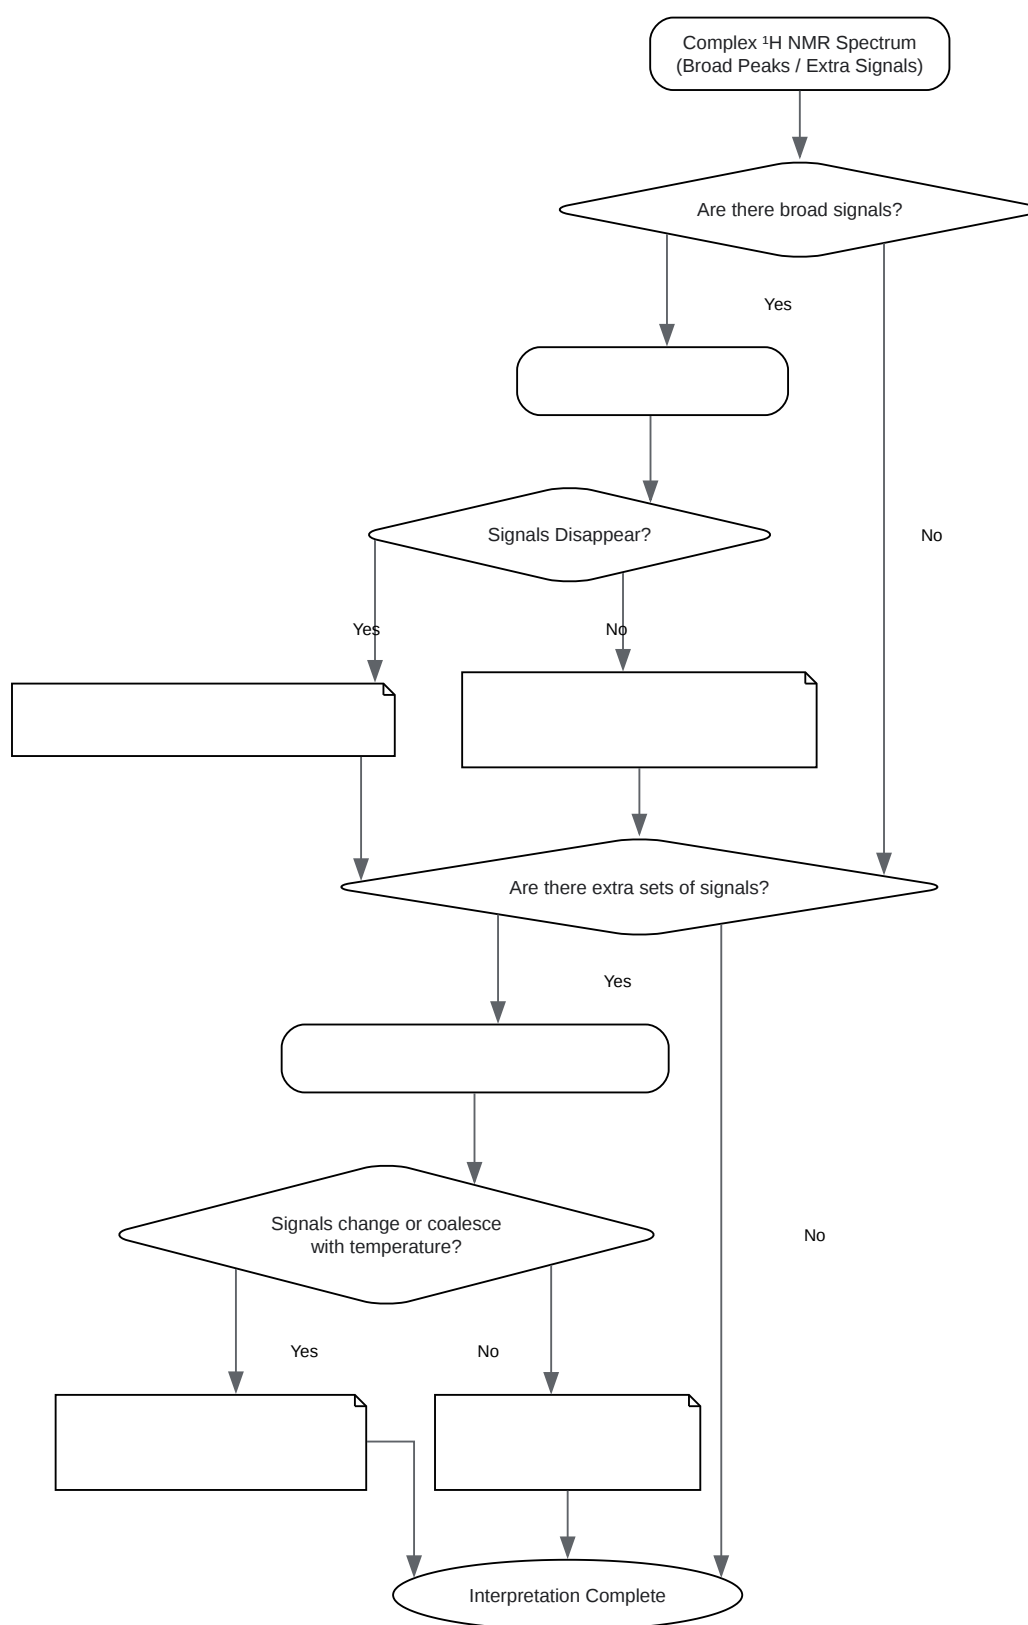 Complex ¹H NMR Spectrum
(Broad Peaks / Extra Signals)
Are there broad signals?
Yes
Signals Disappear?
No
Yes
No
Are there extra sets of signals?
Yes
Signals change or coalesce
with temperature?
No
Yes
No
Interpretation Complete